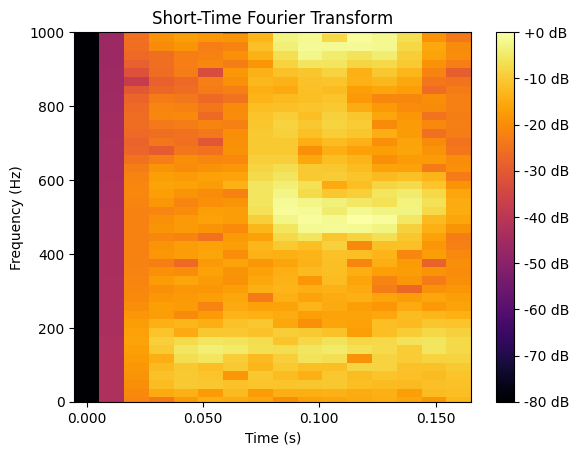 Short-Time Fourier Transform
1000
800
600
400
200
0
Frequency (Hz)
0.000
0.050
0.100
0.150
Time (s)
+0 dB
-10 dB
-20 dB
-30 dB
-40 dB
-50 dB
-60 dB
-70 dB
-80 dB